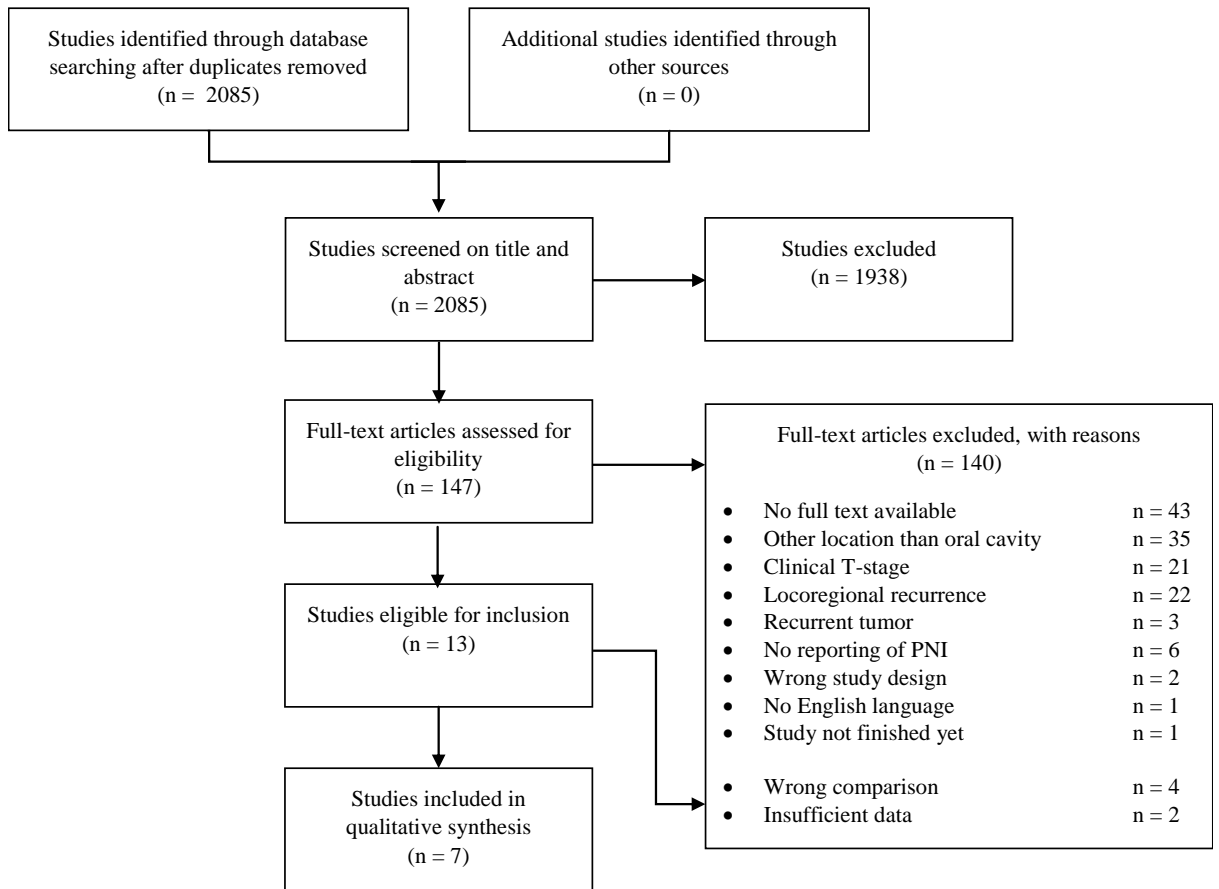 Studies identified through database
searching after duplicates removed
(n = 2085)
Additional studies identified through
other sources
(n = 0)
Studies screened on title and
abstract
(n = 2085)
Studies excluded
(n = 1938)
Full-text articles assessed for
eligibility
(n = 147)
Full-text articles excluded, with reasons
(n = 140)
• No full text available n = 43
• Other location than oral cavity n = 35
• Clinical T-stage n = 21
• Locoregional recurrence n = 22
• Recurrent tumor n = 3
• No reporting of PNI n = 6
• Wrong study design n = 2
• No English language n = 1
• Study not finished yet n = 1
• Wrong comparison n = 4
• Insufficient data n = 2
Studies eligible for inclusion
(n = 13)
Studies included in
qualitative synthesis
(n = 7)